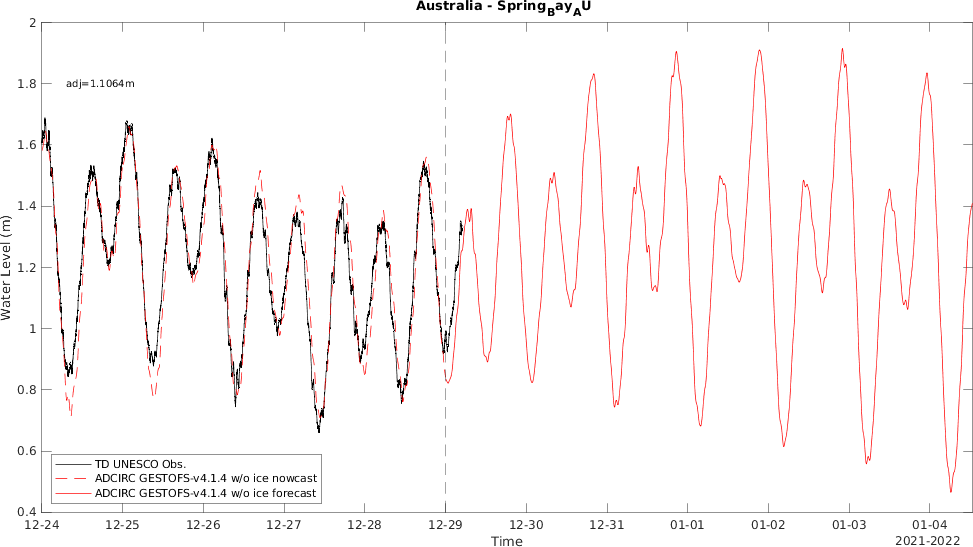 Australia - SpringBayAU
2
1.8
1.6
1.4
1.2
1
0.8
0.6
0.4
adj=1.1064m
Water Level (m)
TD UNESCO Obs.
ADCIRC GESTOFS-v4.1.4 w/o ice nowcast
ADCIRC GESTOFS-v4.1.4 w/o ice forecast
12-24 12-25 12-26 12-27 12-28 12-29 12-30 12-31 01-01 01-02 01-03 01-04
Time
2021-2022